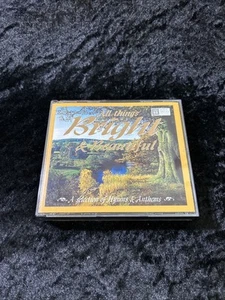 All things
Bright
& Beautiful
A selection of Hymns & Anthems